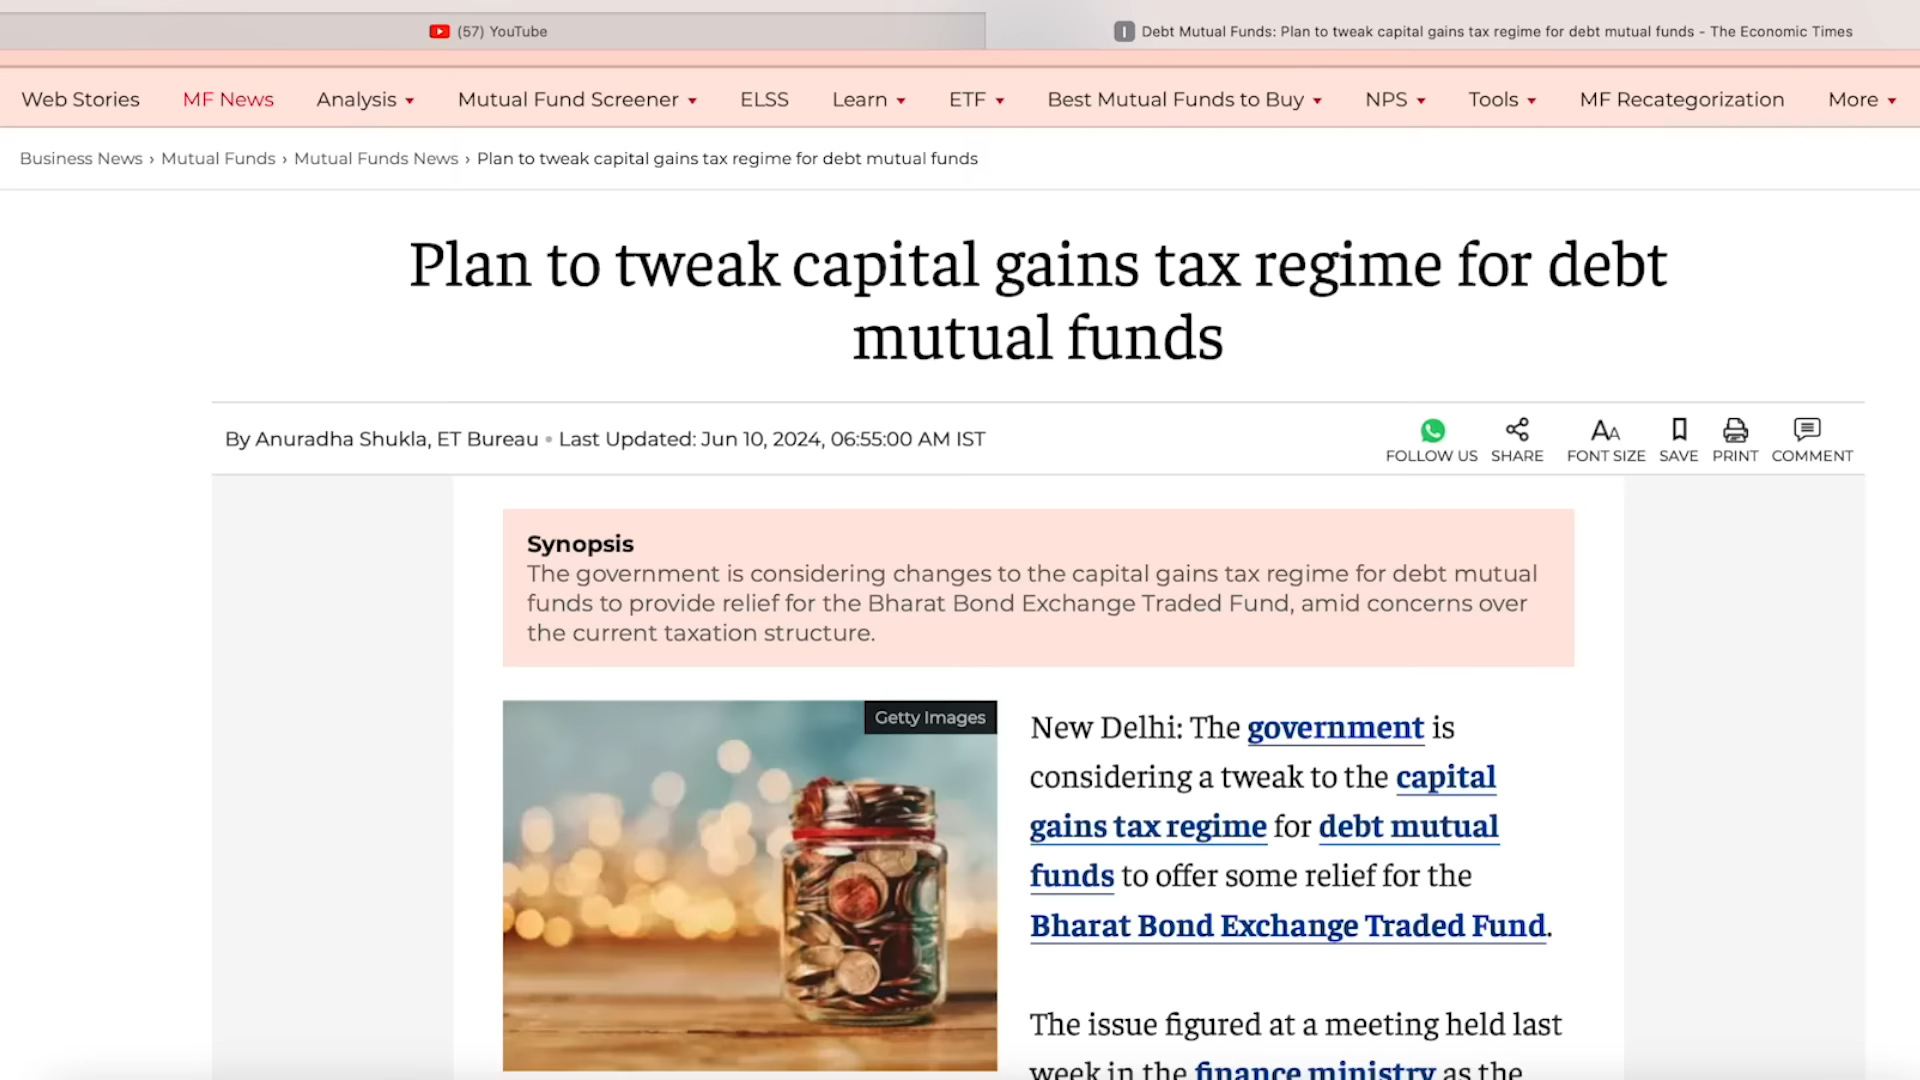 (57) YouTube
Debt Mutual Funds: Plan to tweak capital gains tax regime for debt mutual funds - The Economic Times
Web Stories MF News Analysis Mutual Fund Screener ELSS Learn ETF Best Mutual Funds to Buy NPS Tools MF Recategorization More
Business News › Mutual Funds › Mutual Funds News › Plan to tweak capital gains tax regime for debt mutual funds
Plan to tweak capital gains tax regime for debt
mutual funds
By Anuradha Shukla, ET Bureau • Last Updated: Jun 10, 2024, 06:55:00 AM IST
FOLLOW US SHARE FONT SIZE SAVE PRINT COMMENT
Synopsis
The government is considering changes to the capital gains tax regime for debt mutual
funds to provide relief for the Bharat Bond Exchange Traded Fund, amid concerns over
the current taxation structure.
Getty Images
New Delhi: The government is
considering a tweak to the capital
gains tax regime for debt mutual
funds to offer some relief for the
Bharat Bond Exchange Traded Fund.
The issue figured at a meeting held last
week in the finance ministry as the